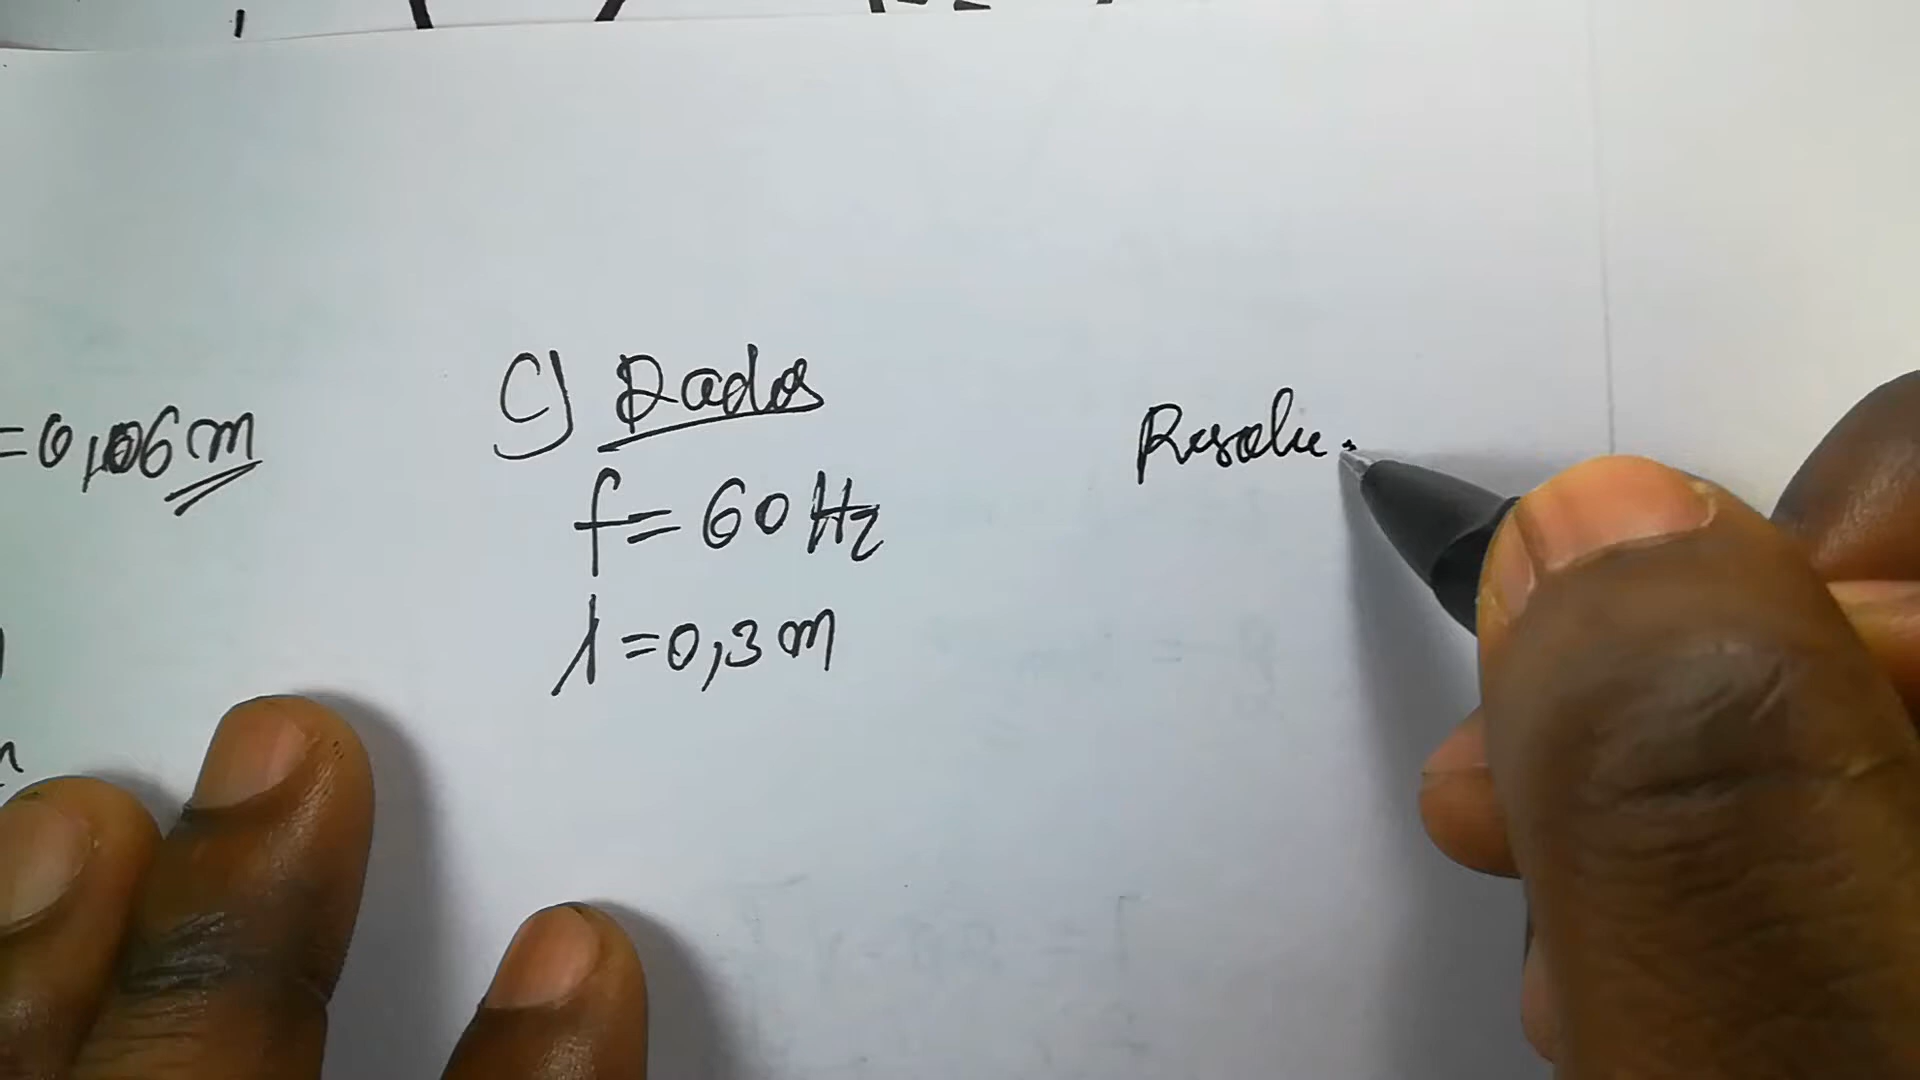 = 0,06 m
C) Dados
f = 60 Hz
λ = 0,3 m
Resolu